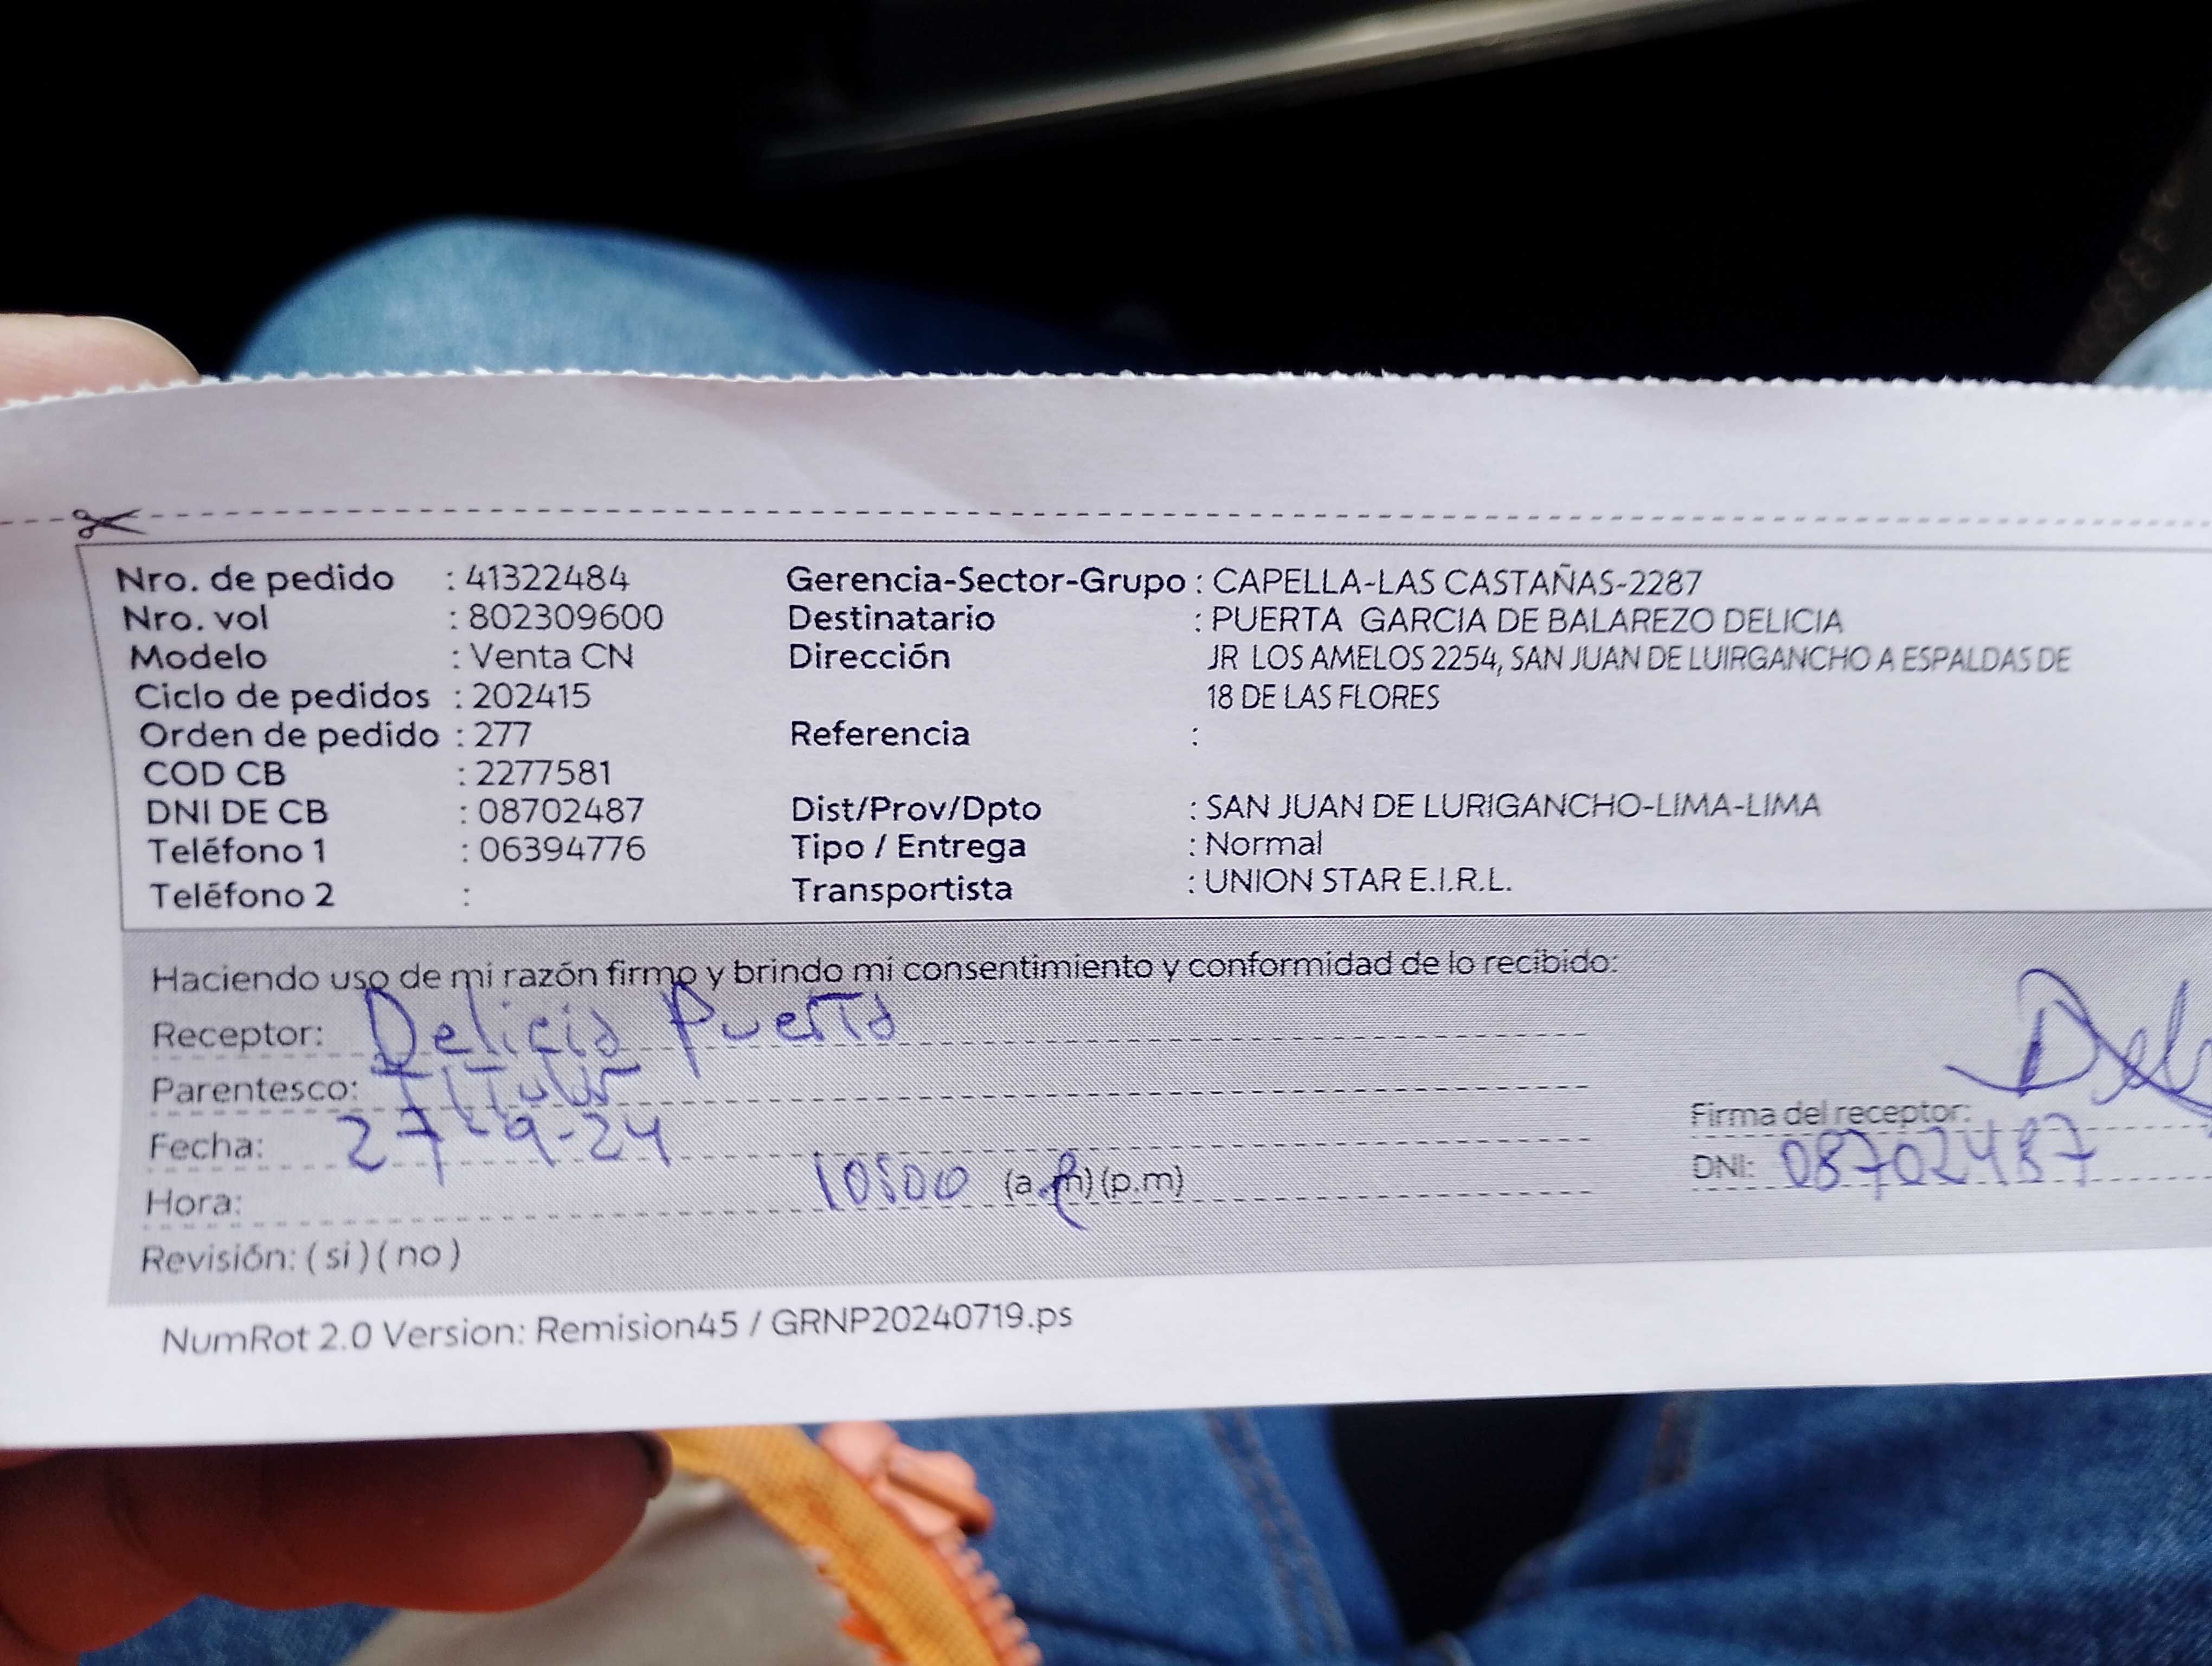 Nro. de pedido : 41322484 Gerencia-Sector-Grupo : CAPELLA-LAS CASTAÑAS-2287
Nro. vol : 802309600 Destinatario : PUERTA GARCIA DE BALAREZO DELICIA
Modelo : Venta CN Dirección JR LOS AMELOS 2254, SAN JUAN DE LUIRGANCHO A ESPALDAS DE
Ciclo de pedidos : 202415 18 DE LAS FLORES
Orden de pedido : 277 Referencia :
COD CB : 2277581
DNI DE CB : 08702487 Dist/Prov/Dpto : SAN JUAN DE LURIGANCHO-LIMA-LIMA
Teléfono 1 : 06394776 Tipo / Entrega : Normal
Teléfono 2 : Transportista : UNION STAR E.I.R.L.
Haciendo uso de mi razón firmo y brindo mi consentimiento y conformidad de lo recibido:
Receptor: Delicia Puerta
Parentesco: Titular
Fecha: 27-9-24 Firma del receptor:
Hora: (a.m)(p.m) DNI: 08702487
Revisión: (si)(no)
NumRot 2.0 Version: Remision45 / GRNP20240719.ps